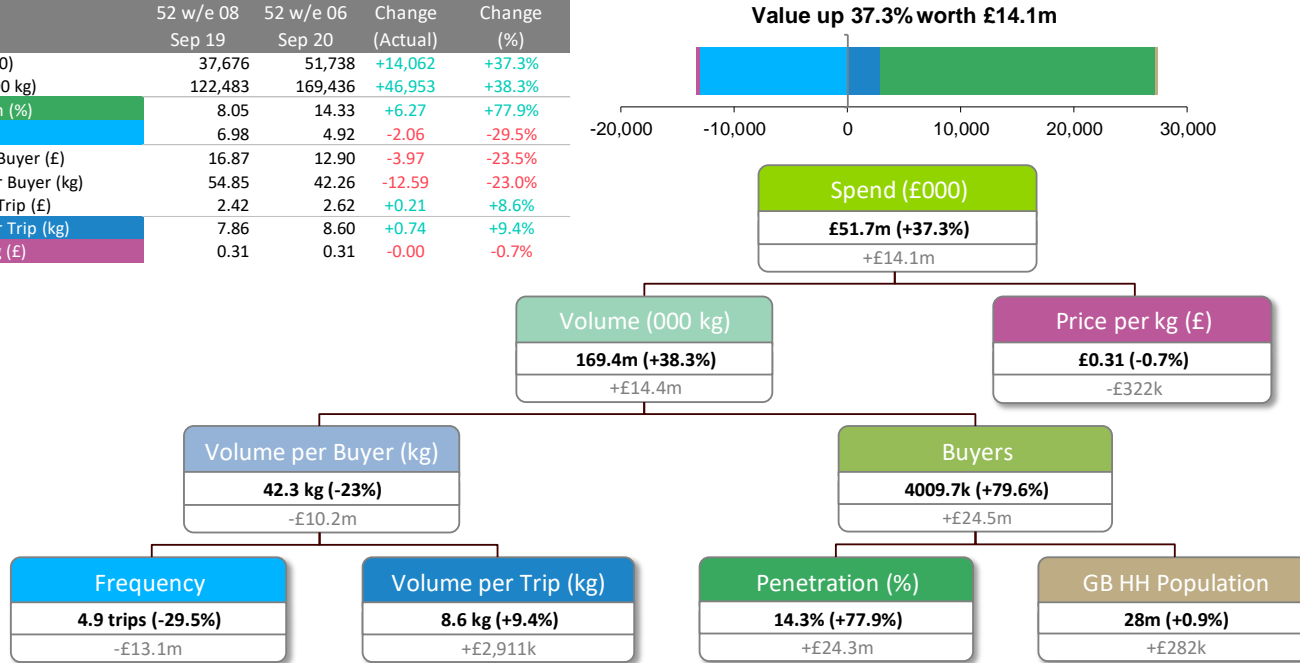 52 w/e 08 52 w/e 06 Change Change
Sep 19 Sep 20 (Actual) (%)
0) 37,676 51,738 +14,062 +37.3%
0 kg) 122,483 169,436 +46,953 +38.3%
n (%) 8.05 14.33 +6.27 +77.9%
6.98 4.92 -2.06 -29.5%
Buyer (£) 16.87 12.90 -3.97 -23.5%
r Buyer (kg) 54.85 42.26 -12.59 -23.0%
Trip (£) 2.42 2.62 +0.21 +8.6%
r Trip (kg) 7.86 8.60 +0.74 +9.4%
g (£) 0.31 0.31 -0.00 -0.7%
Value up 37.3% worth £14.1m
-20,000 -10,000 0 10,000 20,000 30,000
Spend (£000)
£51.7m (+37.3%)
+£14.1m
Volume (000 kg)
169.4m (+38.3%)
+£14.4m
Price per kg (£)
£0.31 (-0.7%)
-£322k
Volume per Buyer (kg)
42.3 kg (-23%)
-£10.2m
Buyers
4009.7k (+79.6%)
+£24.5m
Frequency
4.9 trips (-29.5%)
-£13.1m
Volume per Trip (kg)
8.6 kg (+9.4%)
+£2,911k
Penetration (%)
14.3% (+77.9%)
+£24.3m
GB HH Population
28m (+0.9%)
+£282k